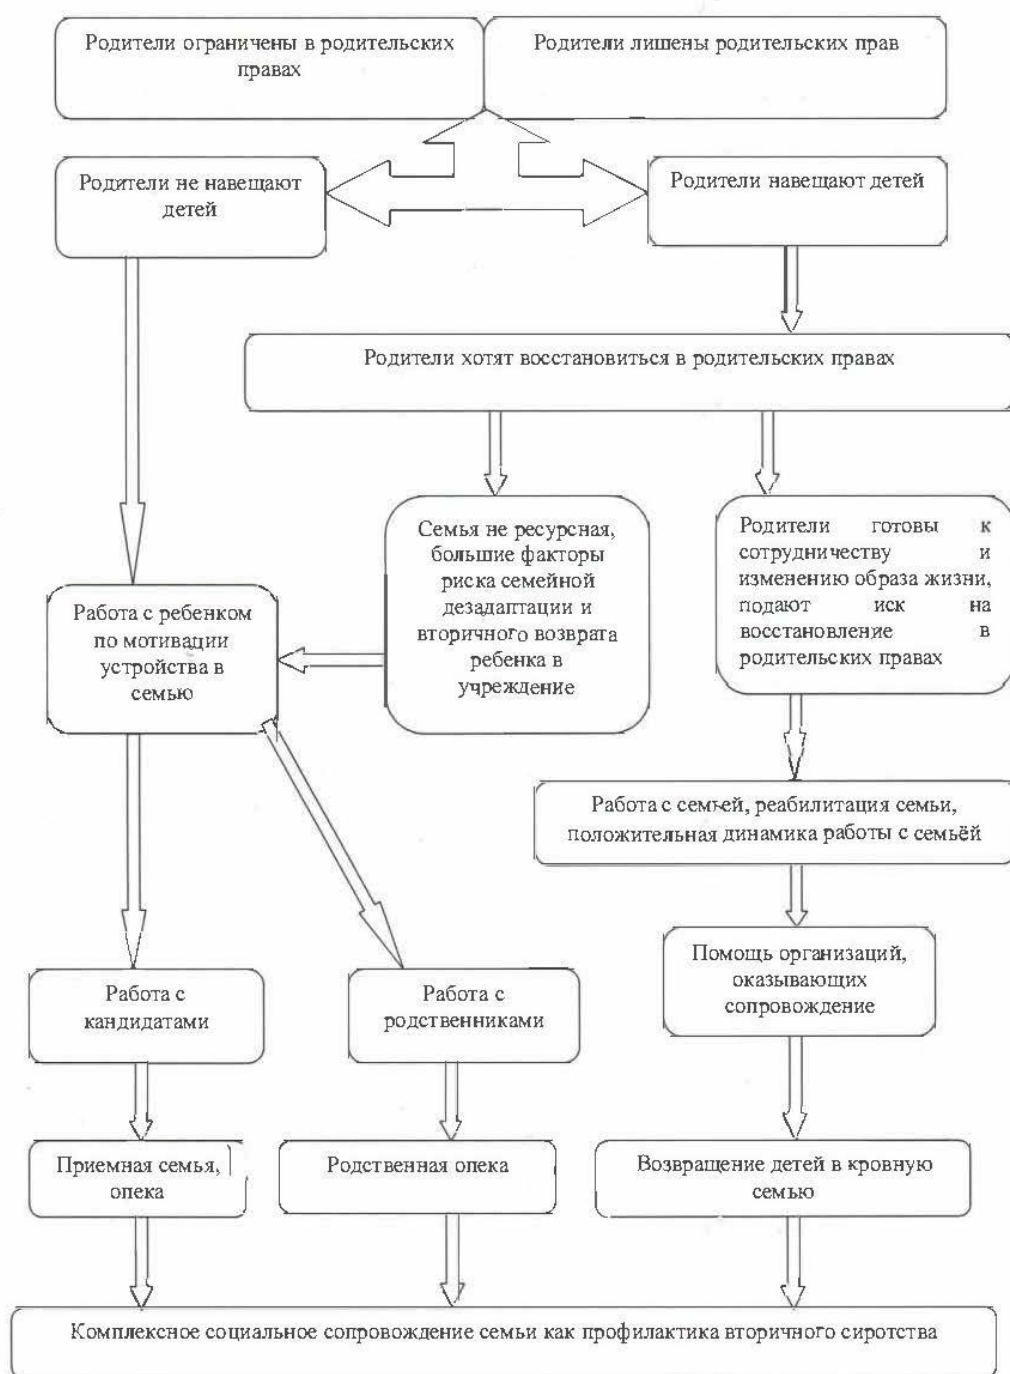 Родители ограничены в родительских
правах
Родители лишены родительских прав
Родители не навещают
детей
Родители навещают детей
Родители хотят восстановиться в родительских правах
Семья не ресурсная,
большие факторы
риска семейной
дезадаптации и
вторичного возврата
ребенка в
учреждение
Родители готовы к
сотрудничеству и
изменению образа жизни,
подают иск на
восстановление в
родительских правах
Работа с ребенком
по мотивации
устройства в
семью
Работа с семьей, реабилитация семьи,
положительная динамика работы с семьёй
Помощь организаций,
оказывающих
сопровождение
Работа с
кандидатами
Работа с
родственниками
Приемная семья,
опека
Родственная опека
Возвращение детей в кровную
семью
Комплексное социальное сопровождение семьи как профилактика вторичного сиротства